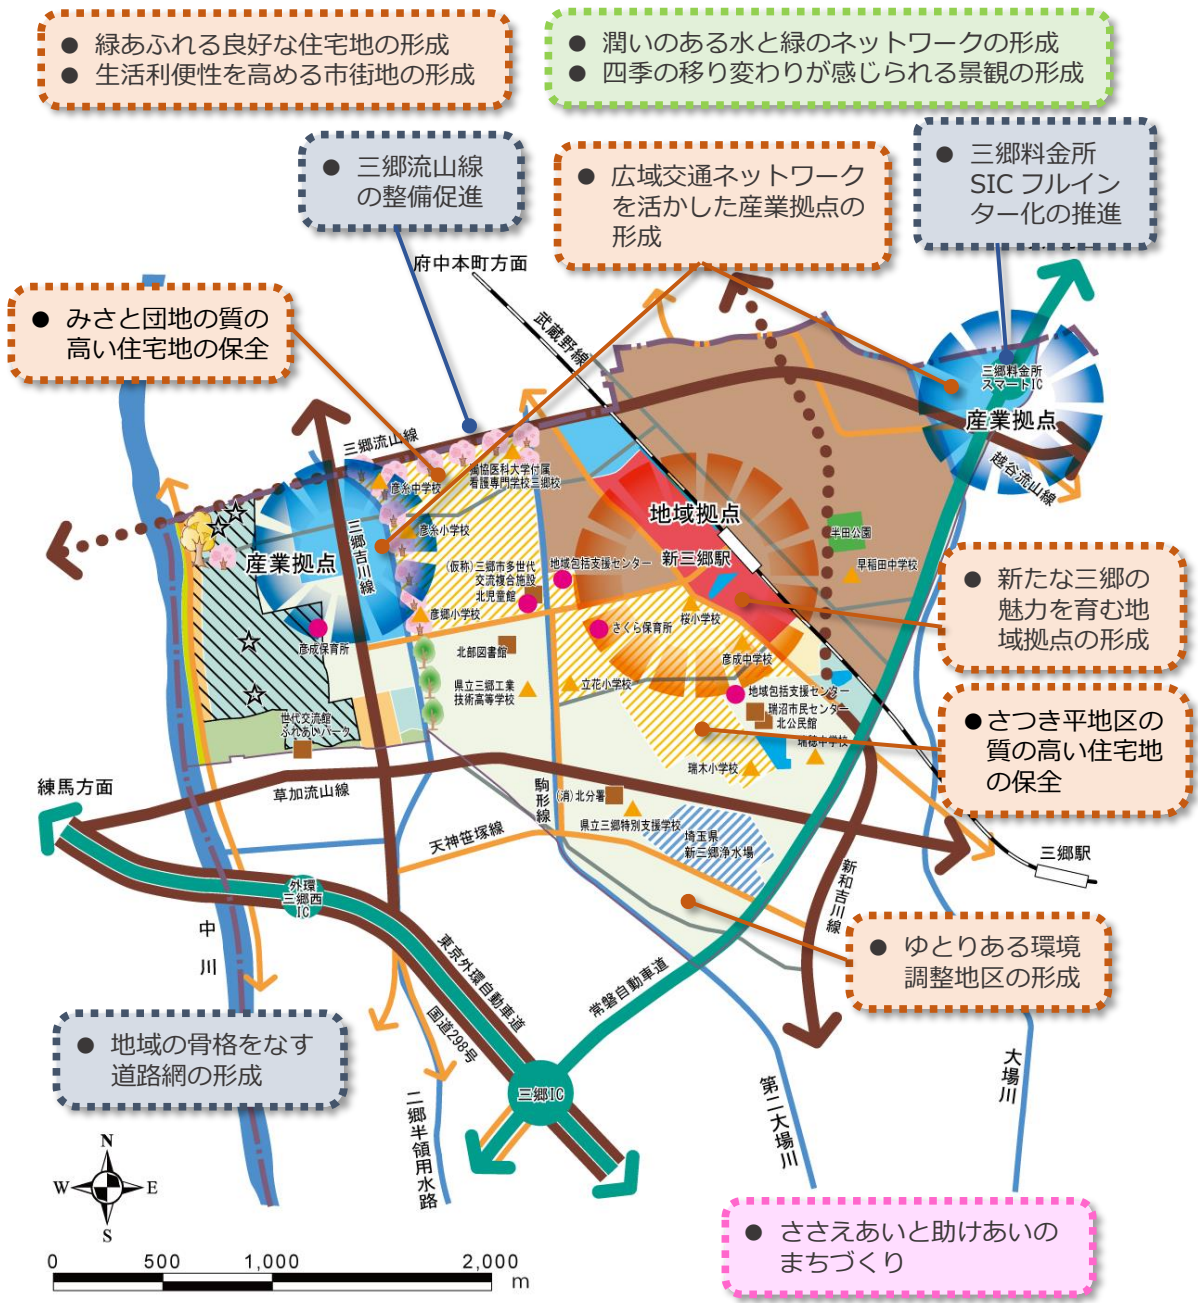 ● 緑あふれる良好な住宅地の形成
● 生活利便性を高める市街地の形成
● 潤いのある水と緑のネットワークの形成
● 四季の移り変わりが感じられる景観の形成
● 三郷流山線
の整備促進
● 広域交通ネットワーク
を活かした産業拠点の
形成
● 三郷料金所
SIC フルイン
ター化の推進
府中本町方面
● みさと団地の質の
高い住宅地の保全
武蔵野線
三郷料金所
スマートIC
産業拠点
越谷流山線
三郷流山線
獨協医科大学付属
看護専門学校三郷校
彦糸中学校
地域拠点
新三郷駅
半田公園
早稲田中学校
三郷吉川線
彦糸小学校
産業拠点
(仮称)三郷市多世代
交流複合施設
北児童館
地域包括支援センター
● 新たな三郷の
魅力を育む地
域拠点の形成
彦郷小学校
桜小学校
さくら保育所
彦成保育所
北部図書館
彦成中学校
県立三郷工業
技術高等学校
立花小学校
地域包括支援センター
瑞沼市民センター
北公民館
● さつき平地区の
質の高い住宅地
の保全
世代交流館
ふれあいパーク
瑞穂中学校
瑞木小学校
練馬方面
草加流山線
駒形線
(消)北分署
県立三郷特別支援学校
天神笹塚線
埼玉県
新三郷浄水場
三郷駅
新和吉川線
外環
三郷西
IC
中川
東京外環自動車道
国道298号
常磐自動車道
● ゆとりある環境
調整地区の形成
● 地域の骨格をなす
道路網の形成
三郷IC
二郷半領用水路
第二大場川
大場川
N
W
E
S
● ささえあいと助けあいの
まちづくり
0 500 1,000 2,000
m